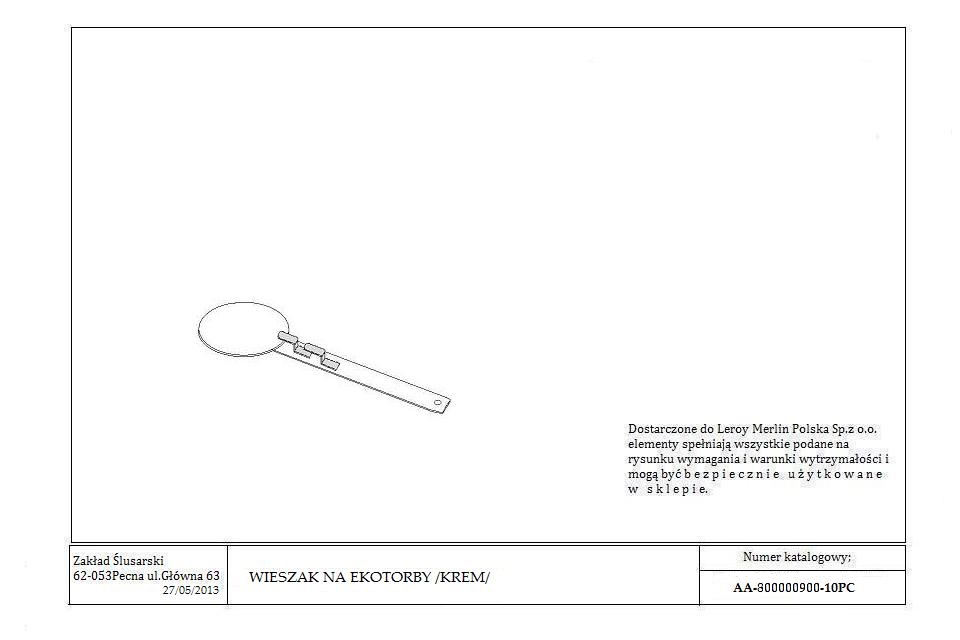 Dostarczone do Leroy Merlin Polska Sp.z o.o.
elementy spełniają wszystkie podane na
rysunku wymagania i warunki wytrzymałości i
mogą być bezpiecznie użytkowane
w sklepie.
Zakład Ślusarski
62-053Pecna ul.Główna 63
27/05/2013
WIESZAK NA EKOTORBY /KREM/
Numer katalogowy;
AA-800000900-10PC